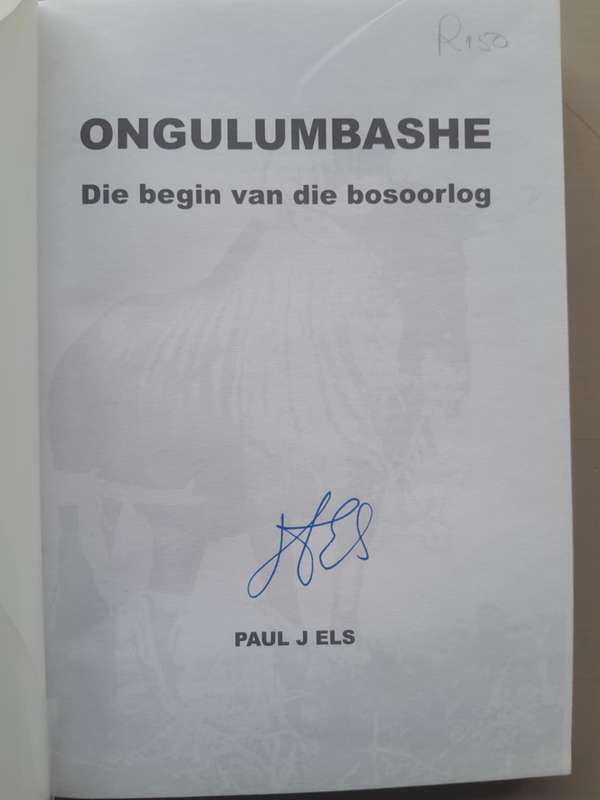 R150
ONGULUMBASHE
Die begin van die bosoorlog
PAUL J ELS